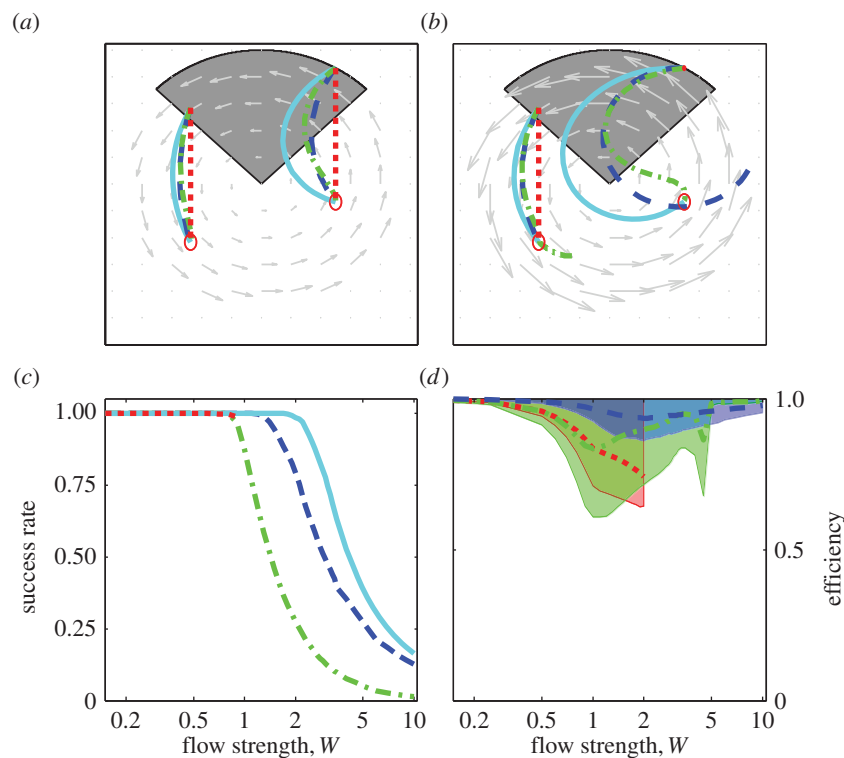 (a)
(b)
(c)
(d)
1.00
0.75
0.50
0.25
0
success rate
0.2 0.5 1 2 5 10
flow strength, W
1.0
0.5
0
efficiency
0.2 0.5 1 2 5 10
flow strength, W